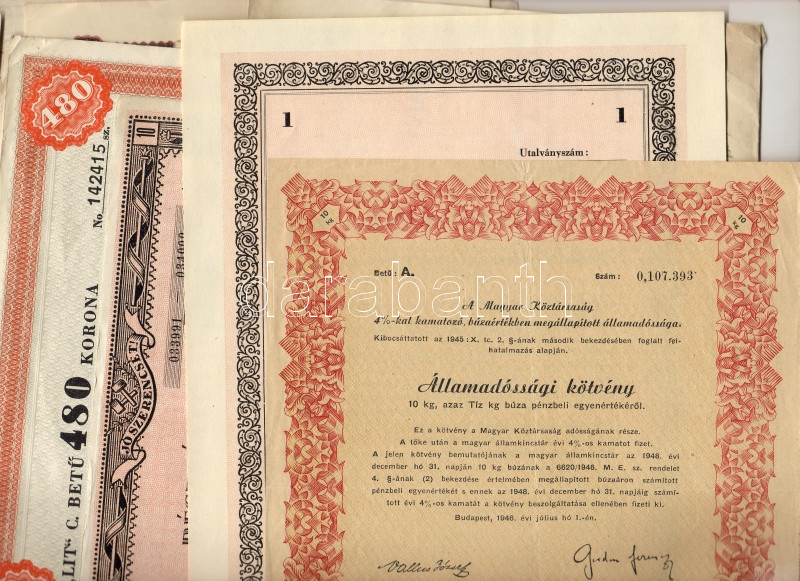 480
No. 142415 sz.
LIT" C. BETŰ 480 KORONA
10
031000
033991
JÓ SZERENCSÉT
1 1
Utalványszám :
10 kg 10 kg
Betű : A. Szám : 0,107.393
darabanth
A Magyar Köztársaság
4%-kal kamatozó, búzaértékben megállapított államadóssága.
Kibocsáttatott az 1945 : X. tc. 2. §-ának második bekezdésében foglalt fel-
hatalmazás alapján.
Államadóssági kötvény
10 kg, azaz Tíz kg búza pénzbeli egyenértékéről.
Ez a kötvény a Magyar Köztársaság adósságának része.
A tőke után a magyar államkincstár évi 4%-os kamatot fizet.
A jelen kötvény bemutatójának a magyar államkincstár az 1948. évi
december hó 31. napján 10 kg búzának a 6620/1946. M. E. sz. rendelet
4. §-ának (2) bekezdése értelmében megállapított búzaáron számított
pénzbeli egyenértékét s ennek az 1948. évi december hó 31. napjáig számí-
tott évi 4%-os kamatát a kötvény beszolgáltatása ellenében fizeti ki.
Budapest, 1946. évi július hó 1.-én.